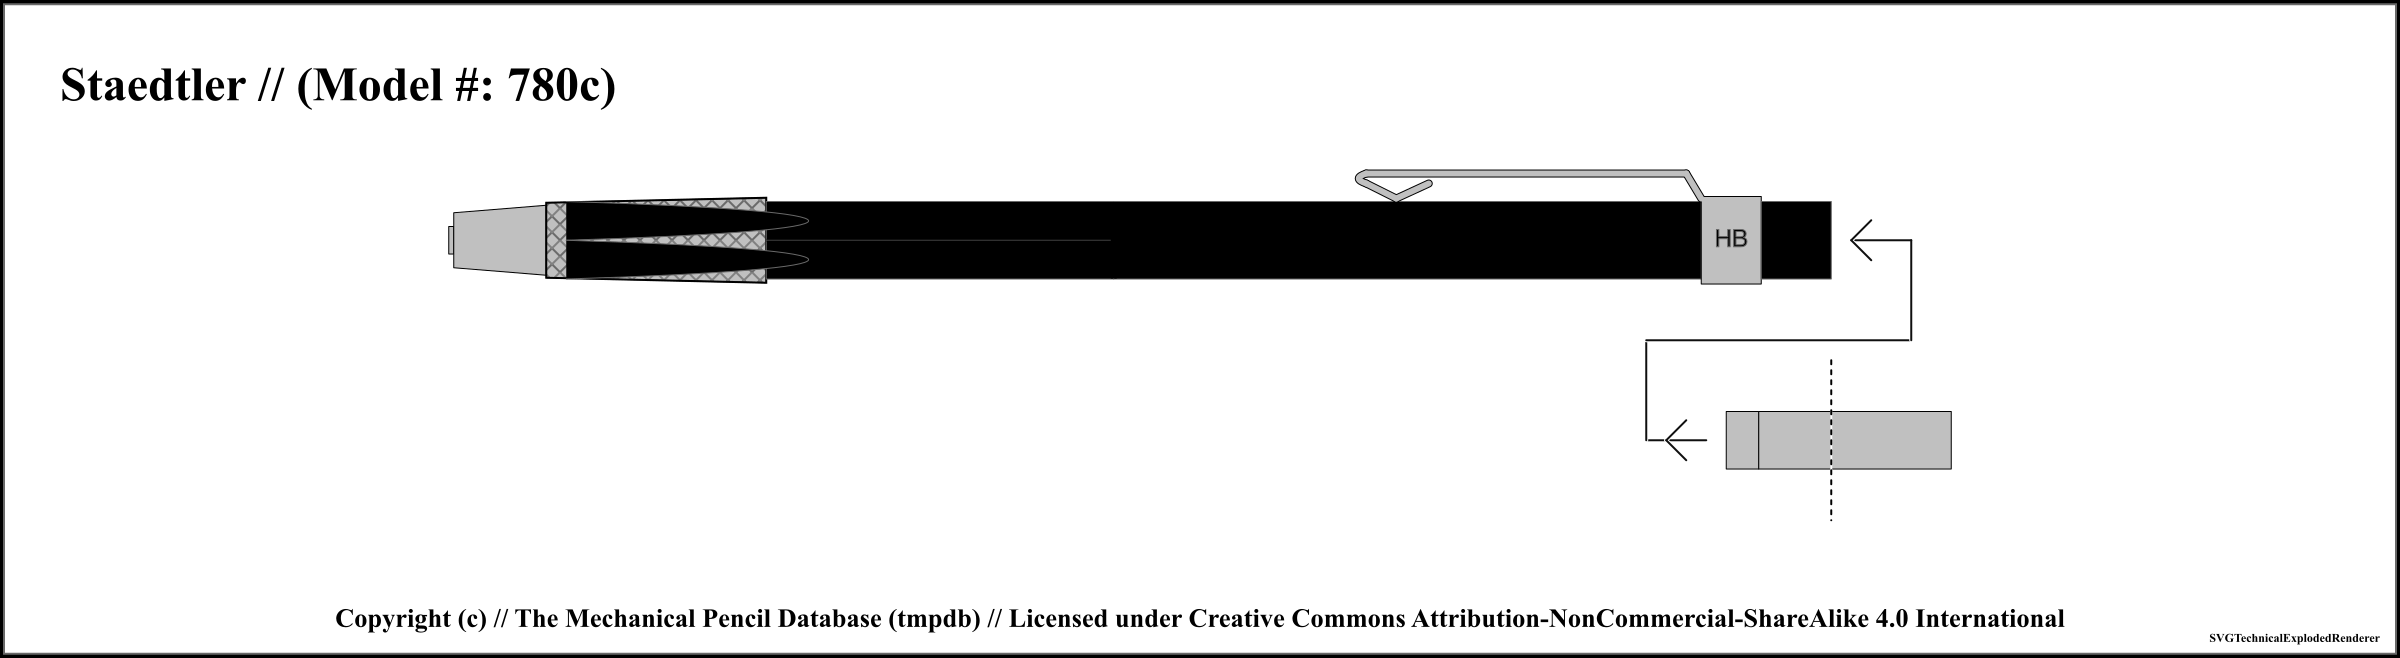 Staedtler // (Model #: 780c)
HB
Copyright (c) // The Mechanical Pencil Database (tmpdb) // Licensed under Creative Commons Attribution-NonCommercial-ShareAlike 4.0 International
SVGTechnicalExplodedRenderer